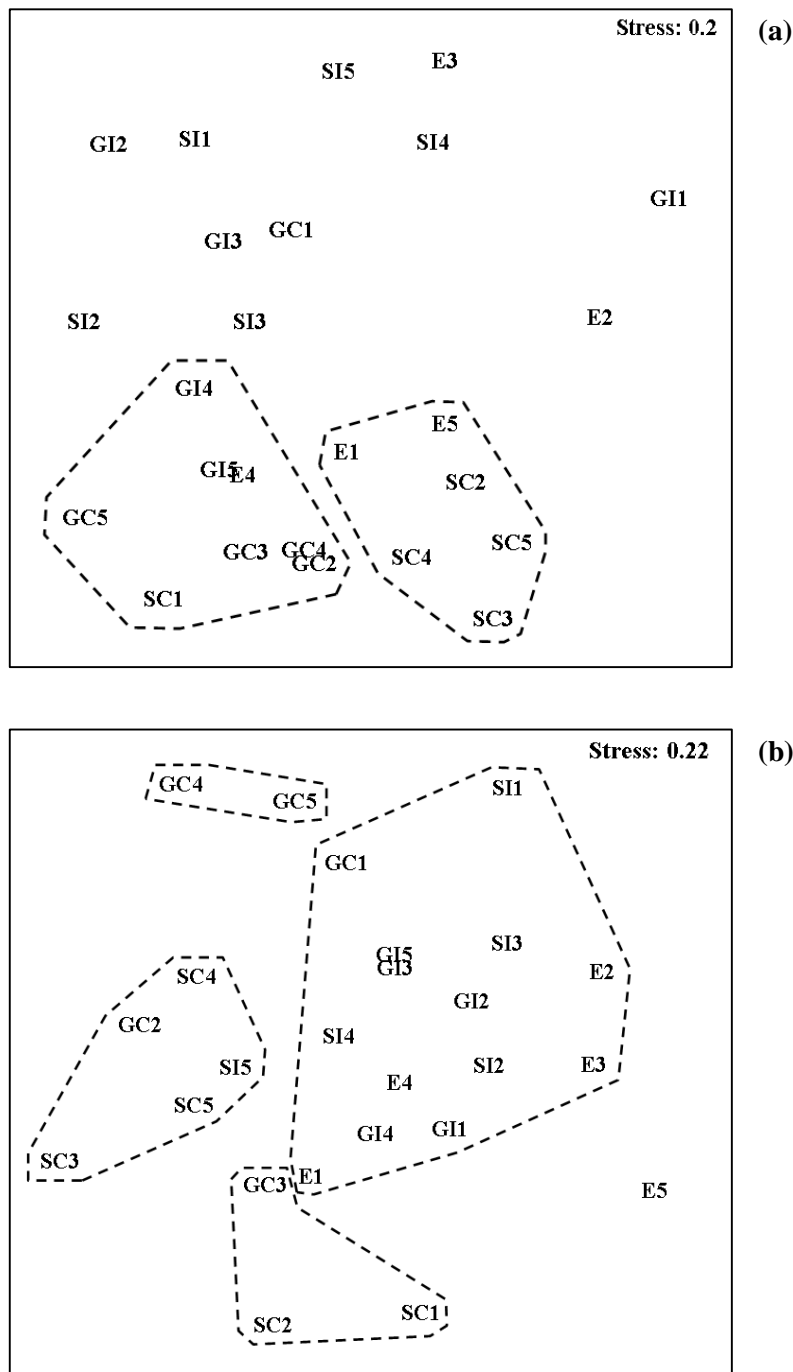 Stress: 0.2
(a)
E3
SI5
SI1
SI4
GI2
GI1
GC1
GI3
SI2
SI3
E2
GI4
E5
E1
GI5
E4
SC2
GC5
SC5
GC3
GC4
SC4
GC2
SC1
SC3
Stress: 0.22
(b)
GC4
SI1
GC5
GC1
SI3
GI5
GI3
E2
SC4
GI2
GC2
SI4
SI5
SI2
E3
E4
SC5
GI1
GI4
SC3
E1
GC3
E5
SC1
SC2